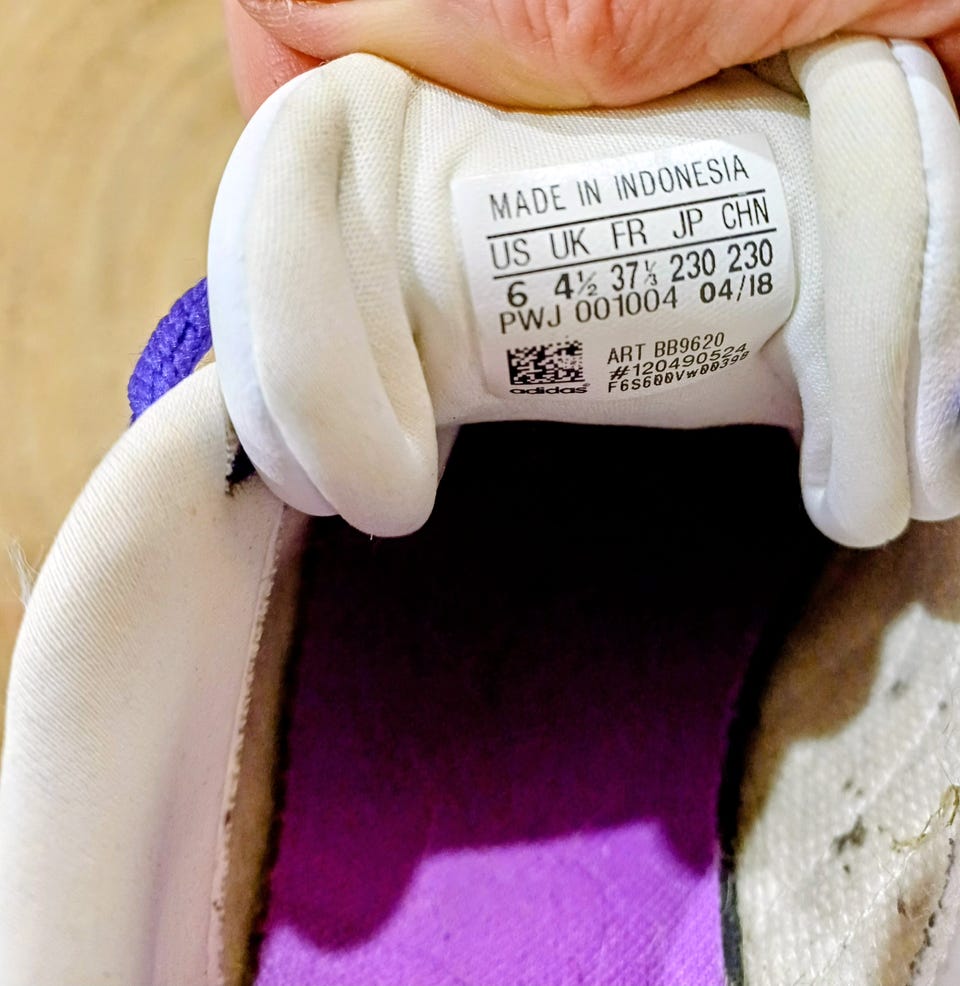 MADE IN INDONESIA
US UK FR JP CHN
6 4½ 37⅓ 230 230
PWJ 001004 04/18
ART BB9620
#120490524
F6S600Vw00398
adidas®